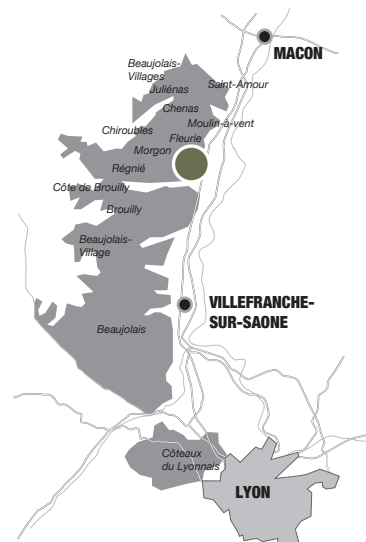 MACON
Beaujolais-
Villages
Juliénas
Saint-Amour
Chenas
Moulin-à-vent
Chiroubles
Fleurie
Morgon
Régnié
Côte de Brouilly
Brouilly
Beaujolais-
Village
VILLEFRANCHE-
SUR-SAONE
Beaujolais
Côteaux
du Lyonnais
LYON